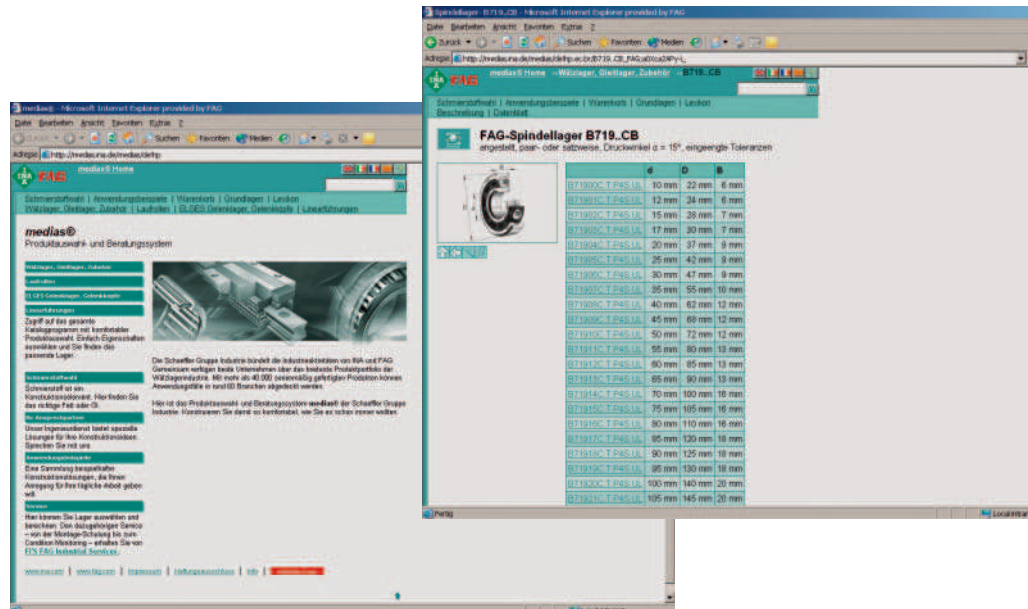 medias® - Microsoft Internet Explorer provided by FAG
Datei Bearbeiten Ansicht Favoriten Extras ?
Zurück Suchen Favoriten Medien
Adresse http://medias.ina.de/medias/de!hp
INA FAG medias® Home
Schmierstoffwahl | Anwendungsbeispiele | Warenkorb | Grundlagen | Lexikon
Wälzlager, Gleitlager, Zubehör | Laufrollen | ELGES Gelenklager, Gelenkköpfe | Linearführungen
medias®
Produktauswahl- und Beratungssystem
Wälzlager, Gleitlager, Zubehör
Laufrollen
ELGES Gelenklager, Gelenkköpfe
Linearführungen
Zugriff auf das gesamte
Katalogprogramm mit komfortabler
Produktauswahl. Einfach Eigenschaften
auswählen und Sie finden das
passende Lager.
Schmierstoffwahl
Schmierstoff ist ein
Konstruktionselement. Hier finden Sie
das richtige Fett oder Öl.
Ihr Ansprechpartner
Unser Ingenieurdienst bietet spezielle
Lösungen für Ihre Konstruktionsideen.
Sprechen Sie mit uns.
Anwendungsbeispiele
Eine Sammlung beispielhafter
Konstruktionslösungen, die Ihnen
Anregung für Ihre tägliche Arbeit geben
will.
Service
Hier können Sie Lager auswählen und
berechnen. Den dazugehörigen Service
– von der Montage-Schulung bis zum
Condition Monitoring – erhalten Sie von
FIS FAG Industrial Services.
Die Schaeffler Gruppe Industrie bündelt die Industrieaktivitäten von INA und FAG.
Gemeinsam verfügen beide Unternehmen über das breiteste Produktportfolio der
Wälzlagerindustrie. Mit mehr als 40.000 serienmäßig gefertigten Produkten können
Anwendungsfälle in rund 60 Branchen abgedeckt werden.
Hier ist das Produktauswahl- und Beratungssystem medias® der Schaeffler Gruppe
Industrie. Konstruieren Sie damit so komfortabel, wie Sie es schon immer wollten.
www.ina.com | www.fag.com | Impressum | Haftungsausschluss | Info |
Spindellager - B719..CB - Microsoft Internet Explorer provided by FAG
Datei Bearbeiten Ansicht Favoriten Extras ?
Zurück Suchen Favoriten Medien
Adresse
INA FAG medias® Home Wälzlager, Gleitlager, Zubehör B719..CB
Schmierstoffwahl | Anwendungsbeispiele | Warenkorb | Grundlagen | Lexikon
Beschreibung | Datenblatt
FAG-Spindellager B719..CB
angestellt, paar- oder satzweise, Druckwinkel α = 15°, eingeengte Toleranzen
d D B
B71900C.T.P4S.UL 10 mm 22 mm 6 mm
B71901C.T.P4S.UL 12 mm 24 mm 6 mm
B71902C.T.P4S.UL 15 mm 28 mm 7 mm
B71903C.T.P4S.UL 17 mm 30 mm 7 mm
B71904C.T.P4S.UL 20 mm 37 mm 9 mm
B71905C.T.P4S.UL 25 mm 42 mm 9 mm
B71906C.T.P4S.UL 30 mm 47 mm 9 mm
B71907C.T.P4S.UL 35 mm 55 mm 10 mm
B71908C.T.P4S.UL 40 mm 62 mm 12 mm
B71909C.T.P4S.UL 45 mm 68 mm 12 mm
B71910C.T.P4S.UL 50 mm 72 mm 12 mm
B71911C.T.P4S.UL 55 mm 80 mm 13 mm
B71912C.T.P4S.UL 60 mm 85 mm 13 mm
B71913C.T.P4S.UL 65 mm 90 mm 13 mm
B71914C.T.P4S.UL 70 mm 100 mm 16 mm
B71915C.T.P4S.UL 75 mm 105 mm 16 mm
B71916C.T.P4S.UL 80 mm 110 mm 16 mm
B71917C.T.P4S.UL 85 mm 120 mm 18 mm
B71918C.T.P4S.UL 90 mm 125 mm 18 mm
B71919C.T.P4S.UL 95 mm 130 mm 18 mm
B71920C.T.P4S.UL 100 mm 140 mm 20 mm
B71921C.T.P4S.UL 105 mm 145 mm 20 mm
Fertig